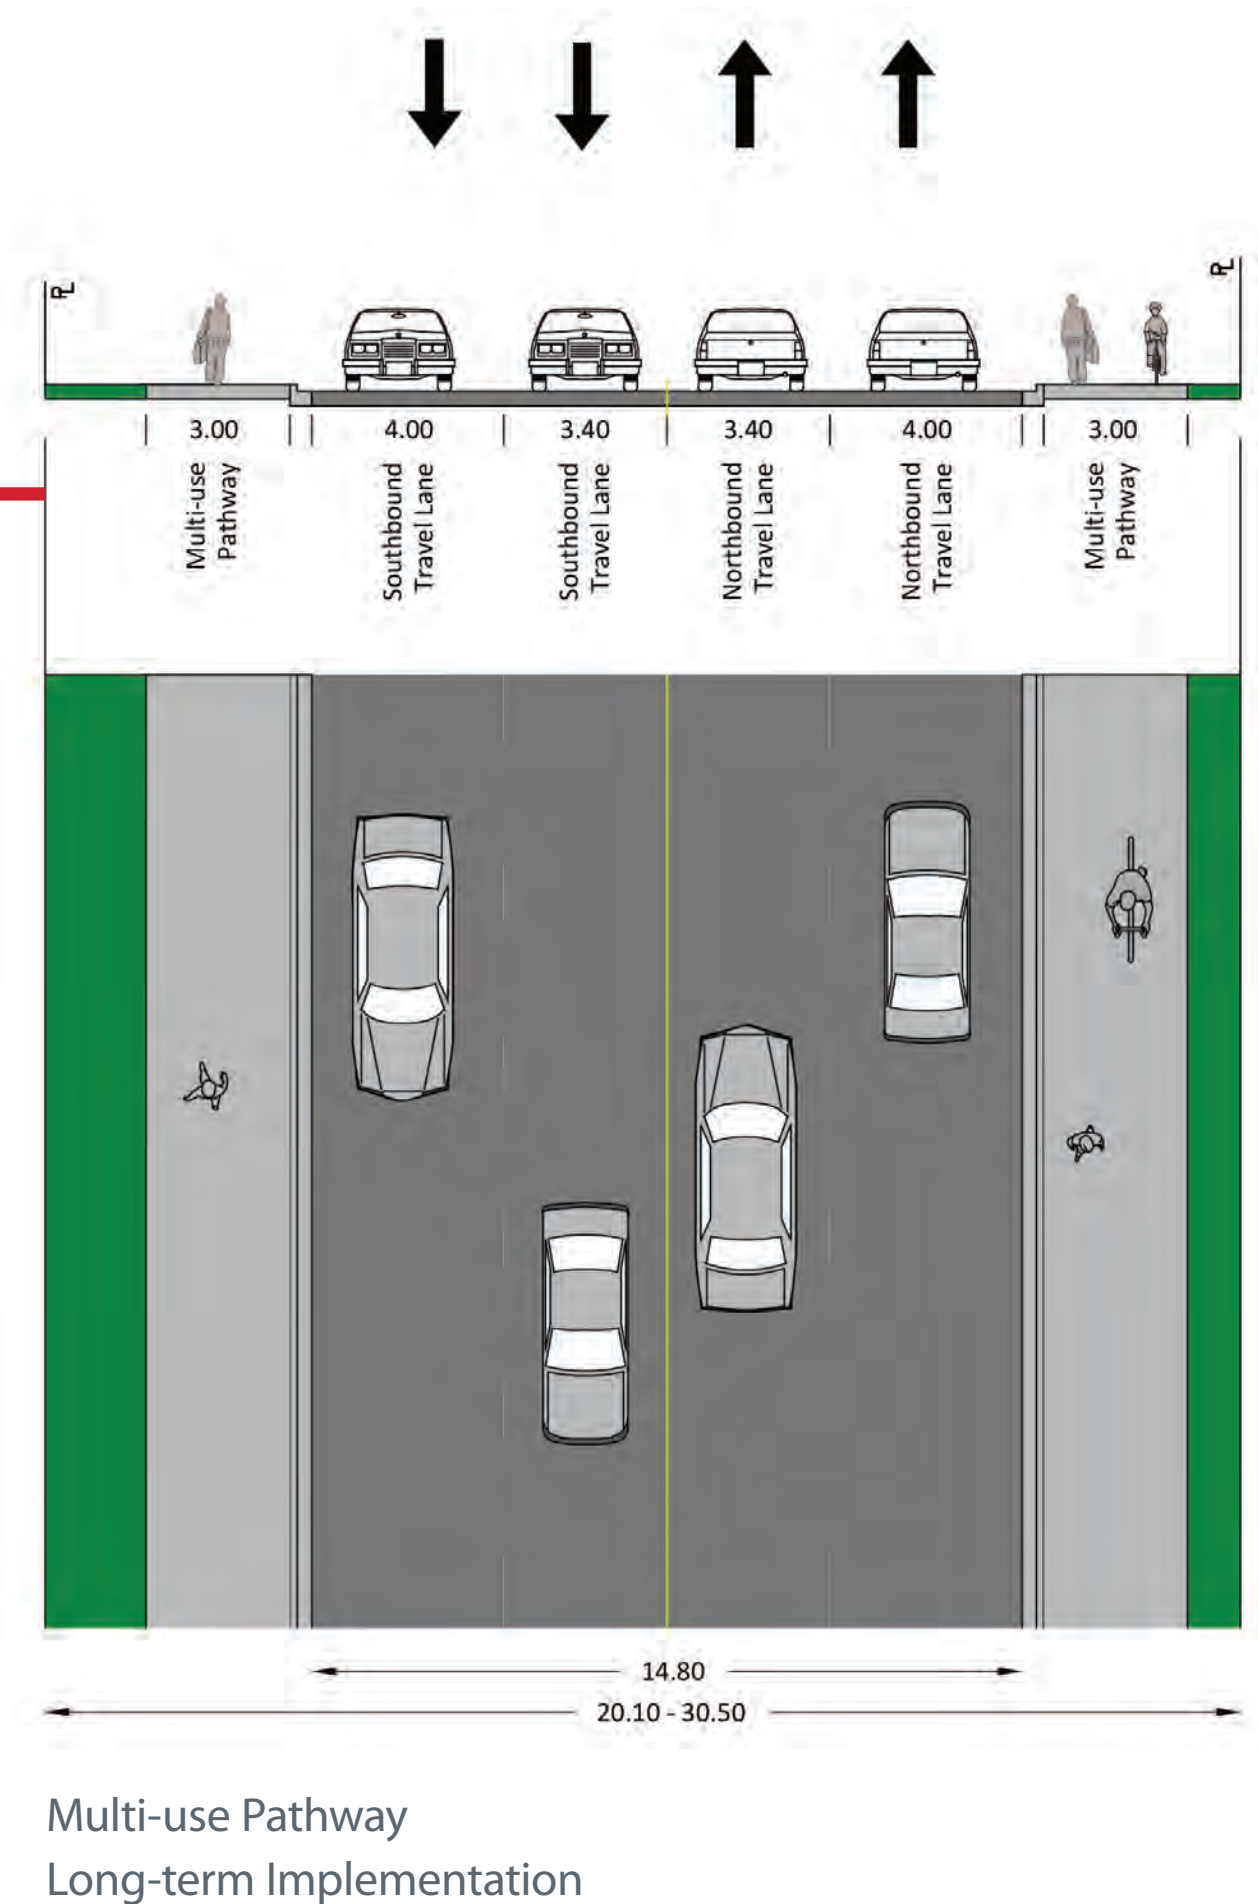 PL
PL
3.00
4.00
3.40
3.40
4.00
3.00
Multi-use
Pathway
Southbound
Travel Lane
Southbound
Travel Lane
Northbound
Travel Lane
Northbound
Travel Lane
Multi-use
Pathway
14.80
20.10 - 30.50
Multi-use Pathway
Long-term Implementation